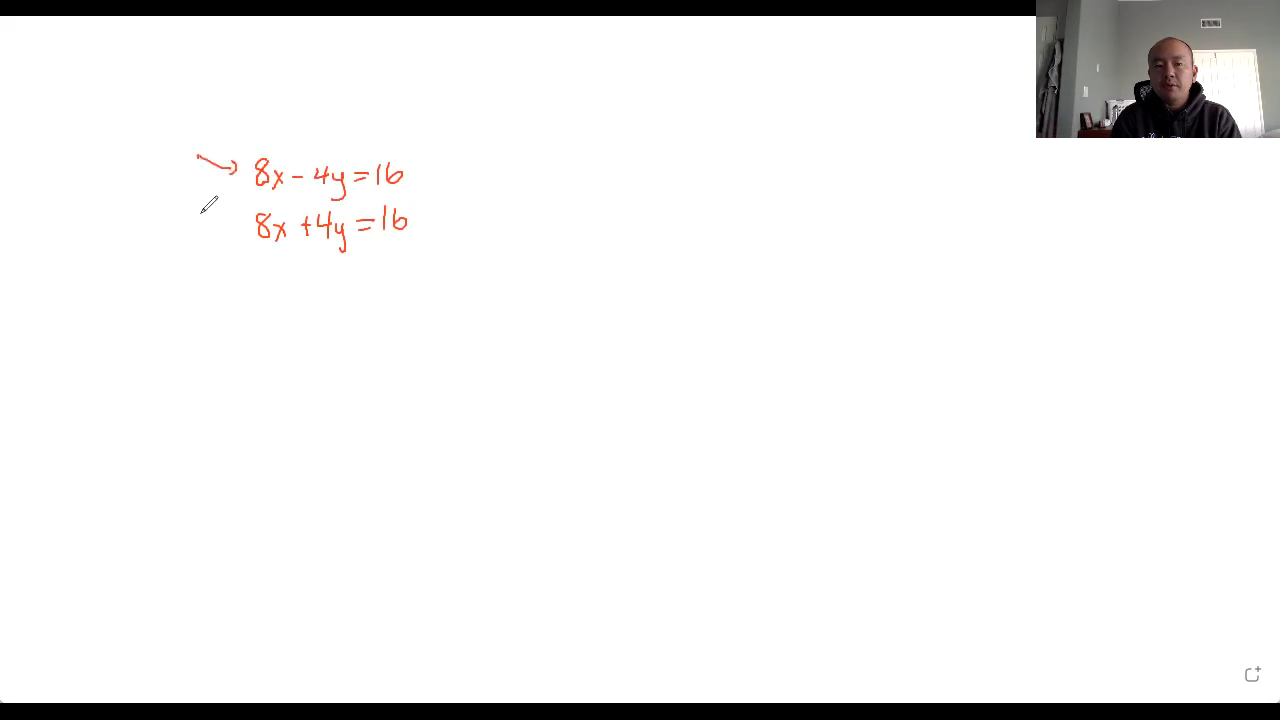 8x - 4y = 16
8x + 4y = 16